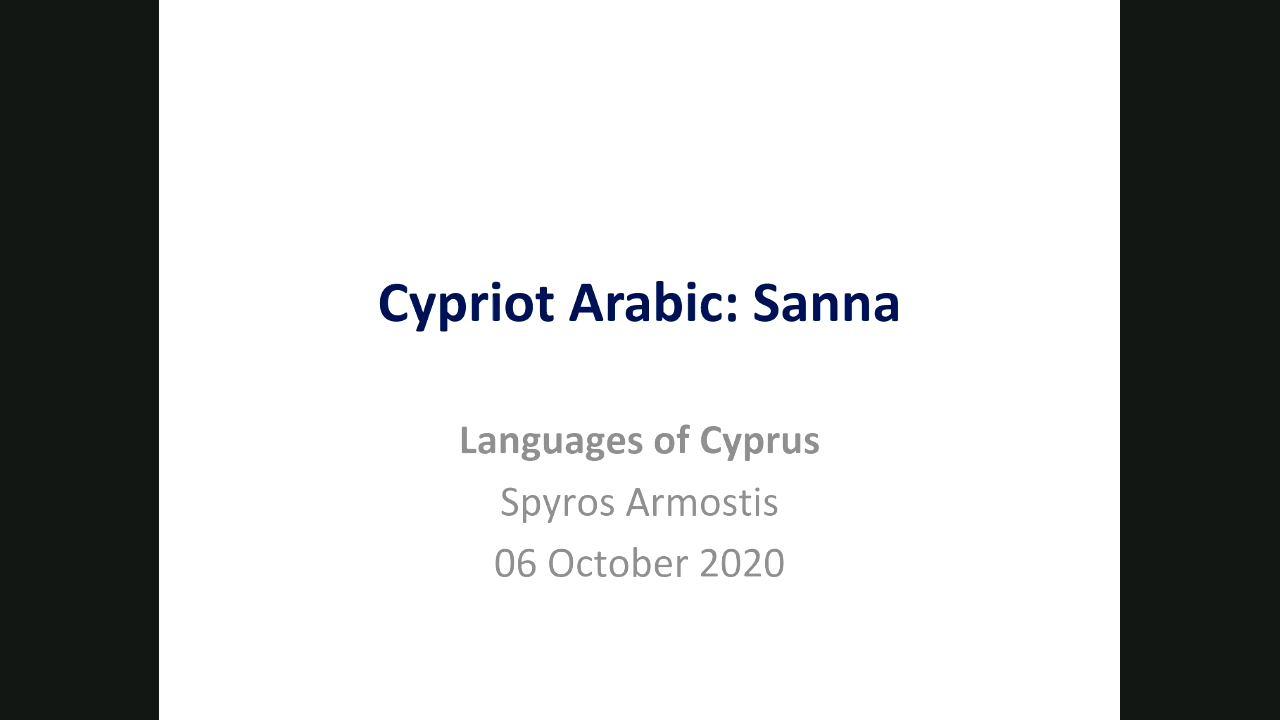 Cypriot Arabic: Sanna
Languages of Cyprus
Spyros Armostis
06 October 2020